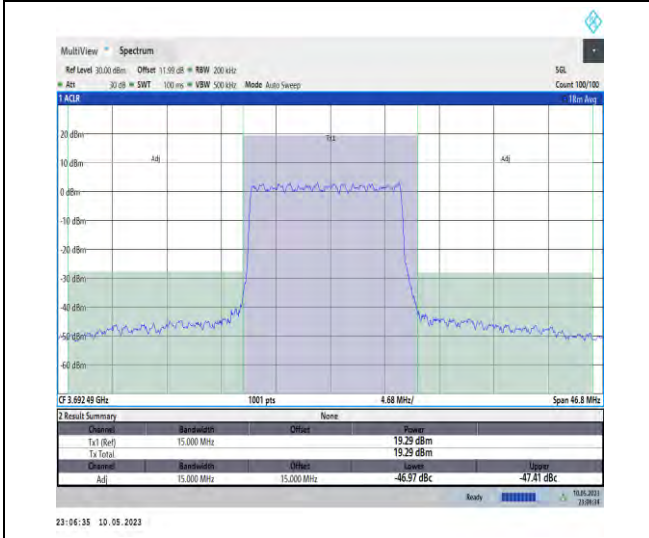 MultiView Spectrum
Ref Level 30.00 dBm Offset 11.99 dB RBW 200 kHz SGL
Att 30 dB SWT 100 ms VBW 500 kHz Mode Auto Sweep Count 100/100
1 ACLR 1Rm Avg
Tx1
20 dBm
Adj Adj
10 dBm
0 dBm
-10 dBm
-20 dBm
-30 dBm
-40 dBm
-50 dBm
-60 dBm
CF 3.69249 GHz 1001 pts 4.68 MHz/ Span 46.8 MHz
2 Result Summary None
Channel Bandwidth Offset Power
Tx1 (Ref) 15.000 MHz 19.29 dBm
Tx Total 19.29 dBm
Channel Bandwidth Offset Lower Upper
Adj 15.000 MHz 15.000 MHz -46.97 dBc -47.41 dBc
Ready 10.05.2023
23:06:34
23:06:35 10.05.2023